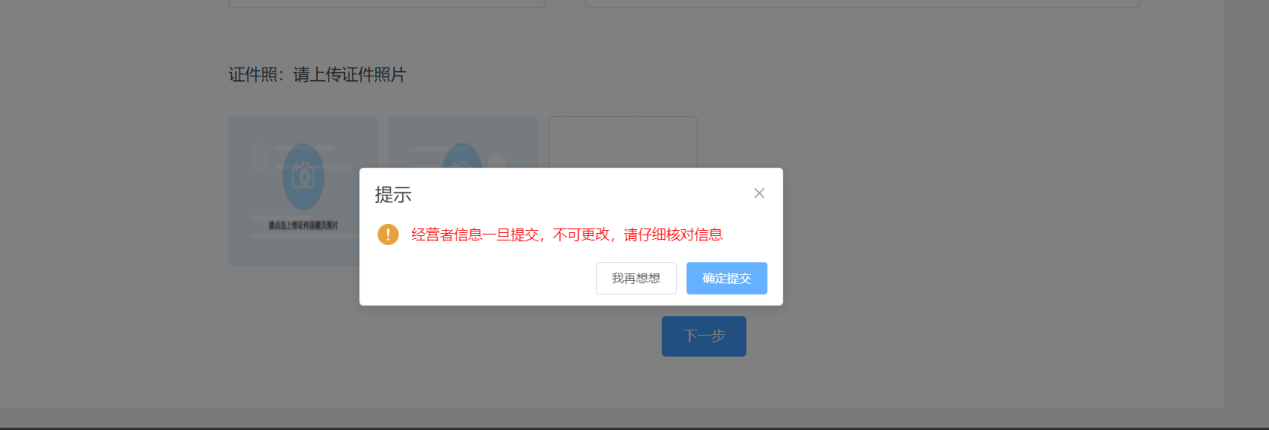 证件照：请上传证件照片
提示
经营者信息一旦提交，不可更改，请仔细核对信息
我再想想
确定提交
下一步